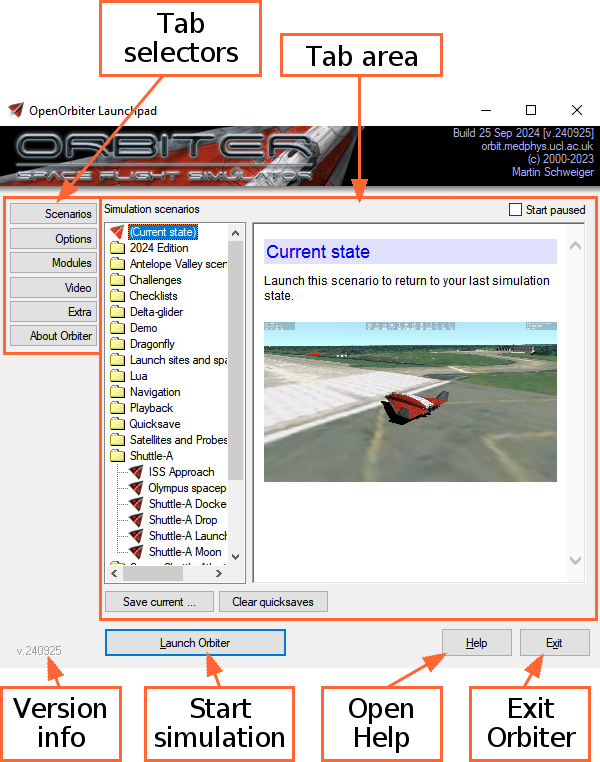 Tab
selectors
Tab area
OpenOrbiter Launchpad
ORBITER
SPACE FLIGHT SIMULATOR
Build 25 Sep 2024 [v.240925]
orbit.medphys.ucl.ac.uk
(c) 2000-2023
Martin Schweiger
Scenarios
Options
Modules
Video
Extra
About Orbiter
Simulation scenarios
Start paused
(Current state)
2024 Edition
Antelope Valley scen
Challenges
Checklists
Delta-glider
Demo
Dragonfly
Launch sites and spa
Lua
Navigation
Playback
Quicksave
Satellites and Probes
Shuttle-A
ISS Approach
Olympus spacep
Shuttle-A Docke
Shuttle-A Drop
Shuttle-A Launch
Shuttle-A Moon
Current state
Launch this scenario to return to your last simulation
state.
Save current ...
Clear quicksaves
v.240925
Launch Orbiter
Help
Exit
Version
info
Start
simulation
Open
Help
Exit
Orbiter